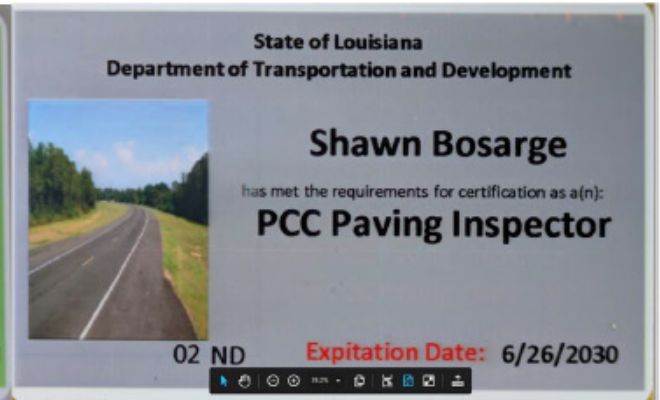 State of Louisiana
Department of Transportation and Development
Shawn Bosarge
has met the requirements for certification as a(n):
PCC Paving Inspector
02 ND
Expitation Date: 6/26/2030